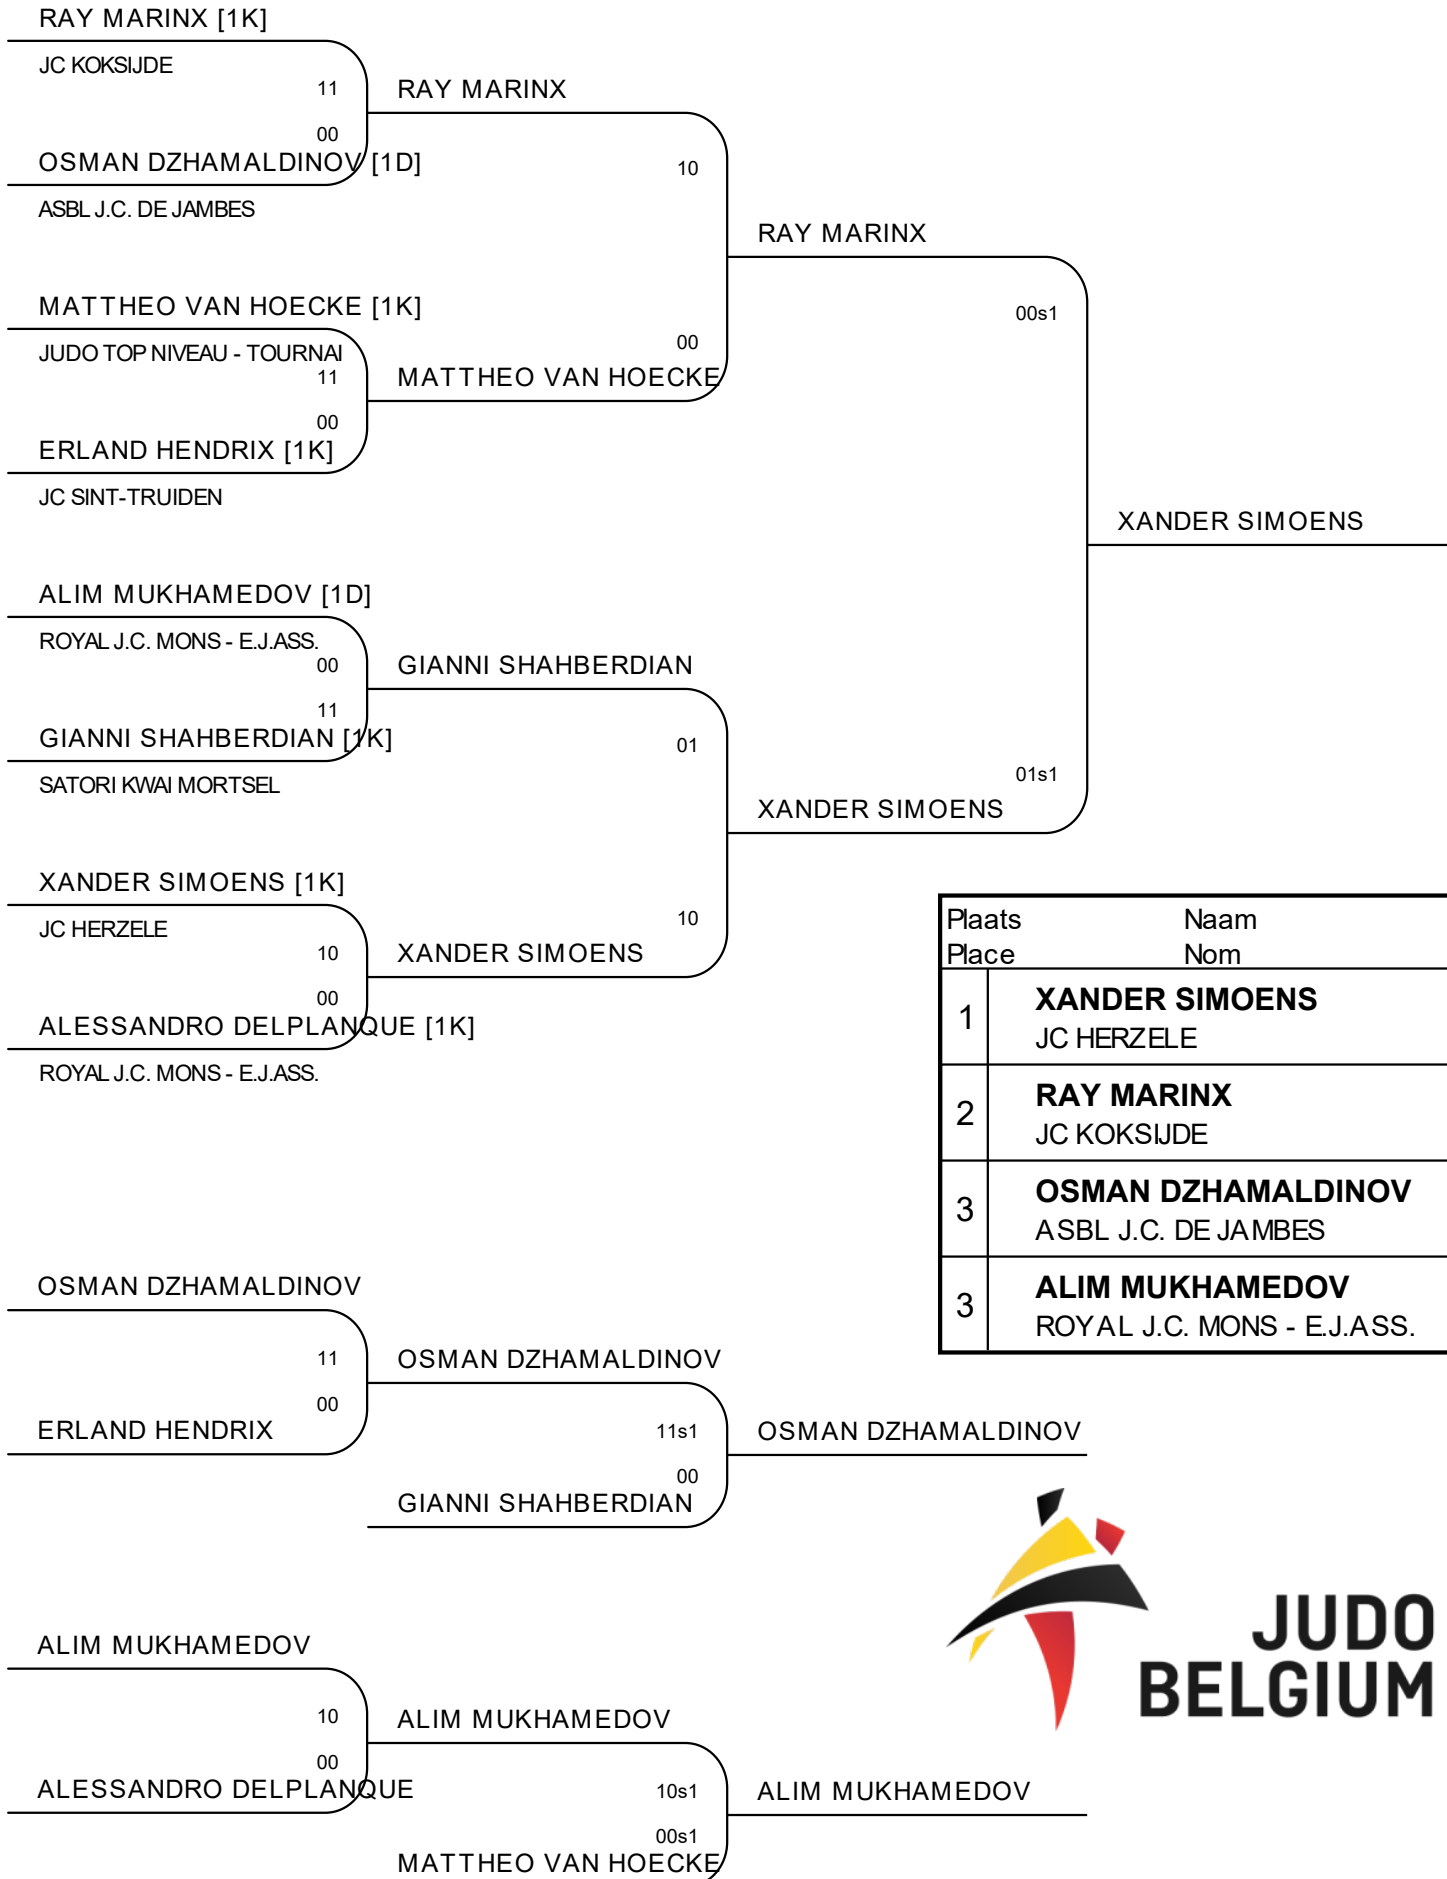 RAY MARINX [1K]
JC KOKSIJDE
11
RAY MARINX
00
OSMAN DZHAMALDINOV [1D]
10
ASBL J.C. DE JAMBES
RAY MARINX
MATTHEO VAN HOECKE [1K]
00s1
JUDO TOP NIVEAU - TOURNAI
00
11
MATTHEO VAN HOECKE
00
ERLAND HENDRIX [1K]
JC SINT-TRUIDEN
XANDER SIMOENS
ALIM MUKHAMEDOV [1D]
ROYAL J.C. MONS - E.J.ASS.
00
GIANNI SHAHBERDIAN
11
GIANNI SHAHBERDIAN [1K]
01
SATORI KWAI MORTSEL
01s1
XANDER SIMOENS
XANDER SIMOENS [1K]
JC HERZELE
10
10
XANDER SIMOENS
00
ALESSANDRO DELPLANQUE [1K]
ROYAL J.C. MONS - E.J.ASS.
Plaats Naam
Place Nom
1 XANDER SIMOENS
JC HERZELE
2 RAY MARINX
JC KOKSIJDE
3 OSMAN DZHAMALDINOV
ASBL J.C. DE JAMBES
3 ALIM MUKHAMEDOV
ROYAL J.C. MONS - E.J.ASS.
OSMAN DZHAMALDINOV
11
OSMAN DZHAMALDINOV
00
ERLAND HENDRIX
11s1
OSMAN DZHAMALDINOV
00
GIANNI SHAHBERDIAN
JUDO
BELGIUM
ALIM MUKHAMEDOV
10
ALIM MUKHAMEDOV
00
ALESSANDRO DELPLANQUE
10s1
ALIM MUKHAMEDOV
00s1
MATTHEO VAN HOECKE